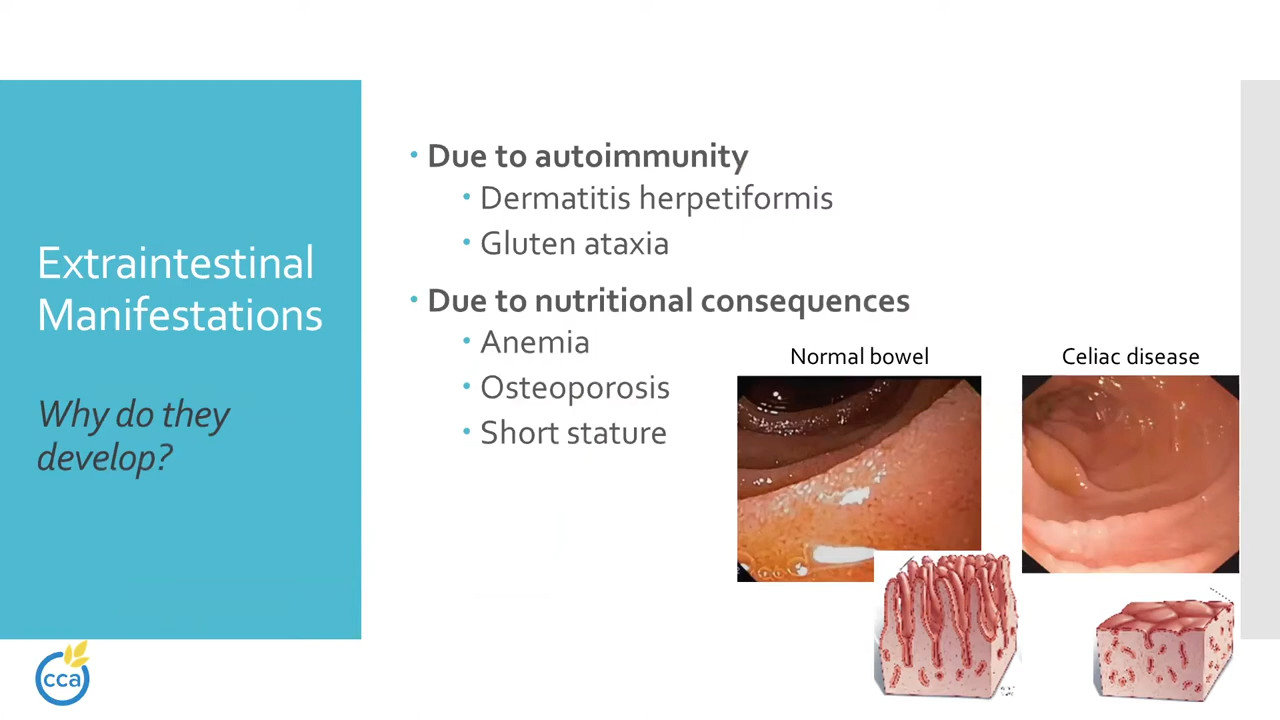 Extraintestinal
Manifestations
Why do they
develop?
• Due to autoimmunity
• Dermatitis herpetiformis
• Gluten ataxia
• Due to nutritional consequences
• Anemia
• Osteoporosis
• Short stature
Normal bowel
Celiac disease
cca